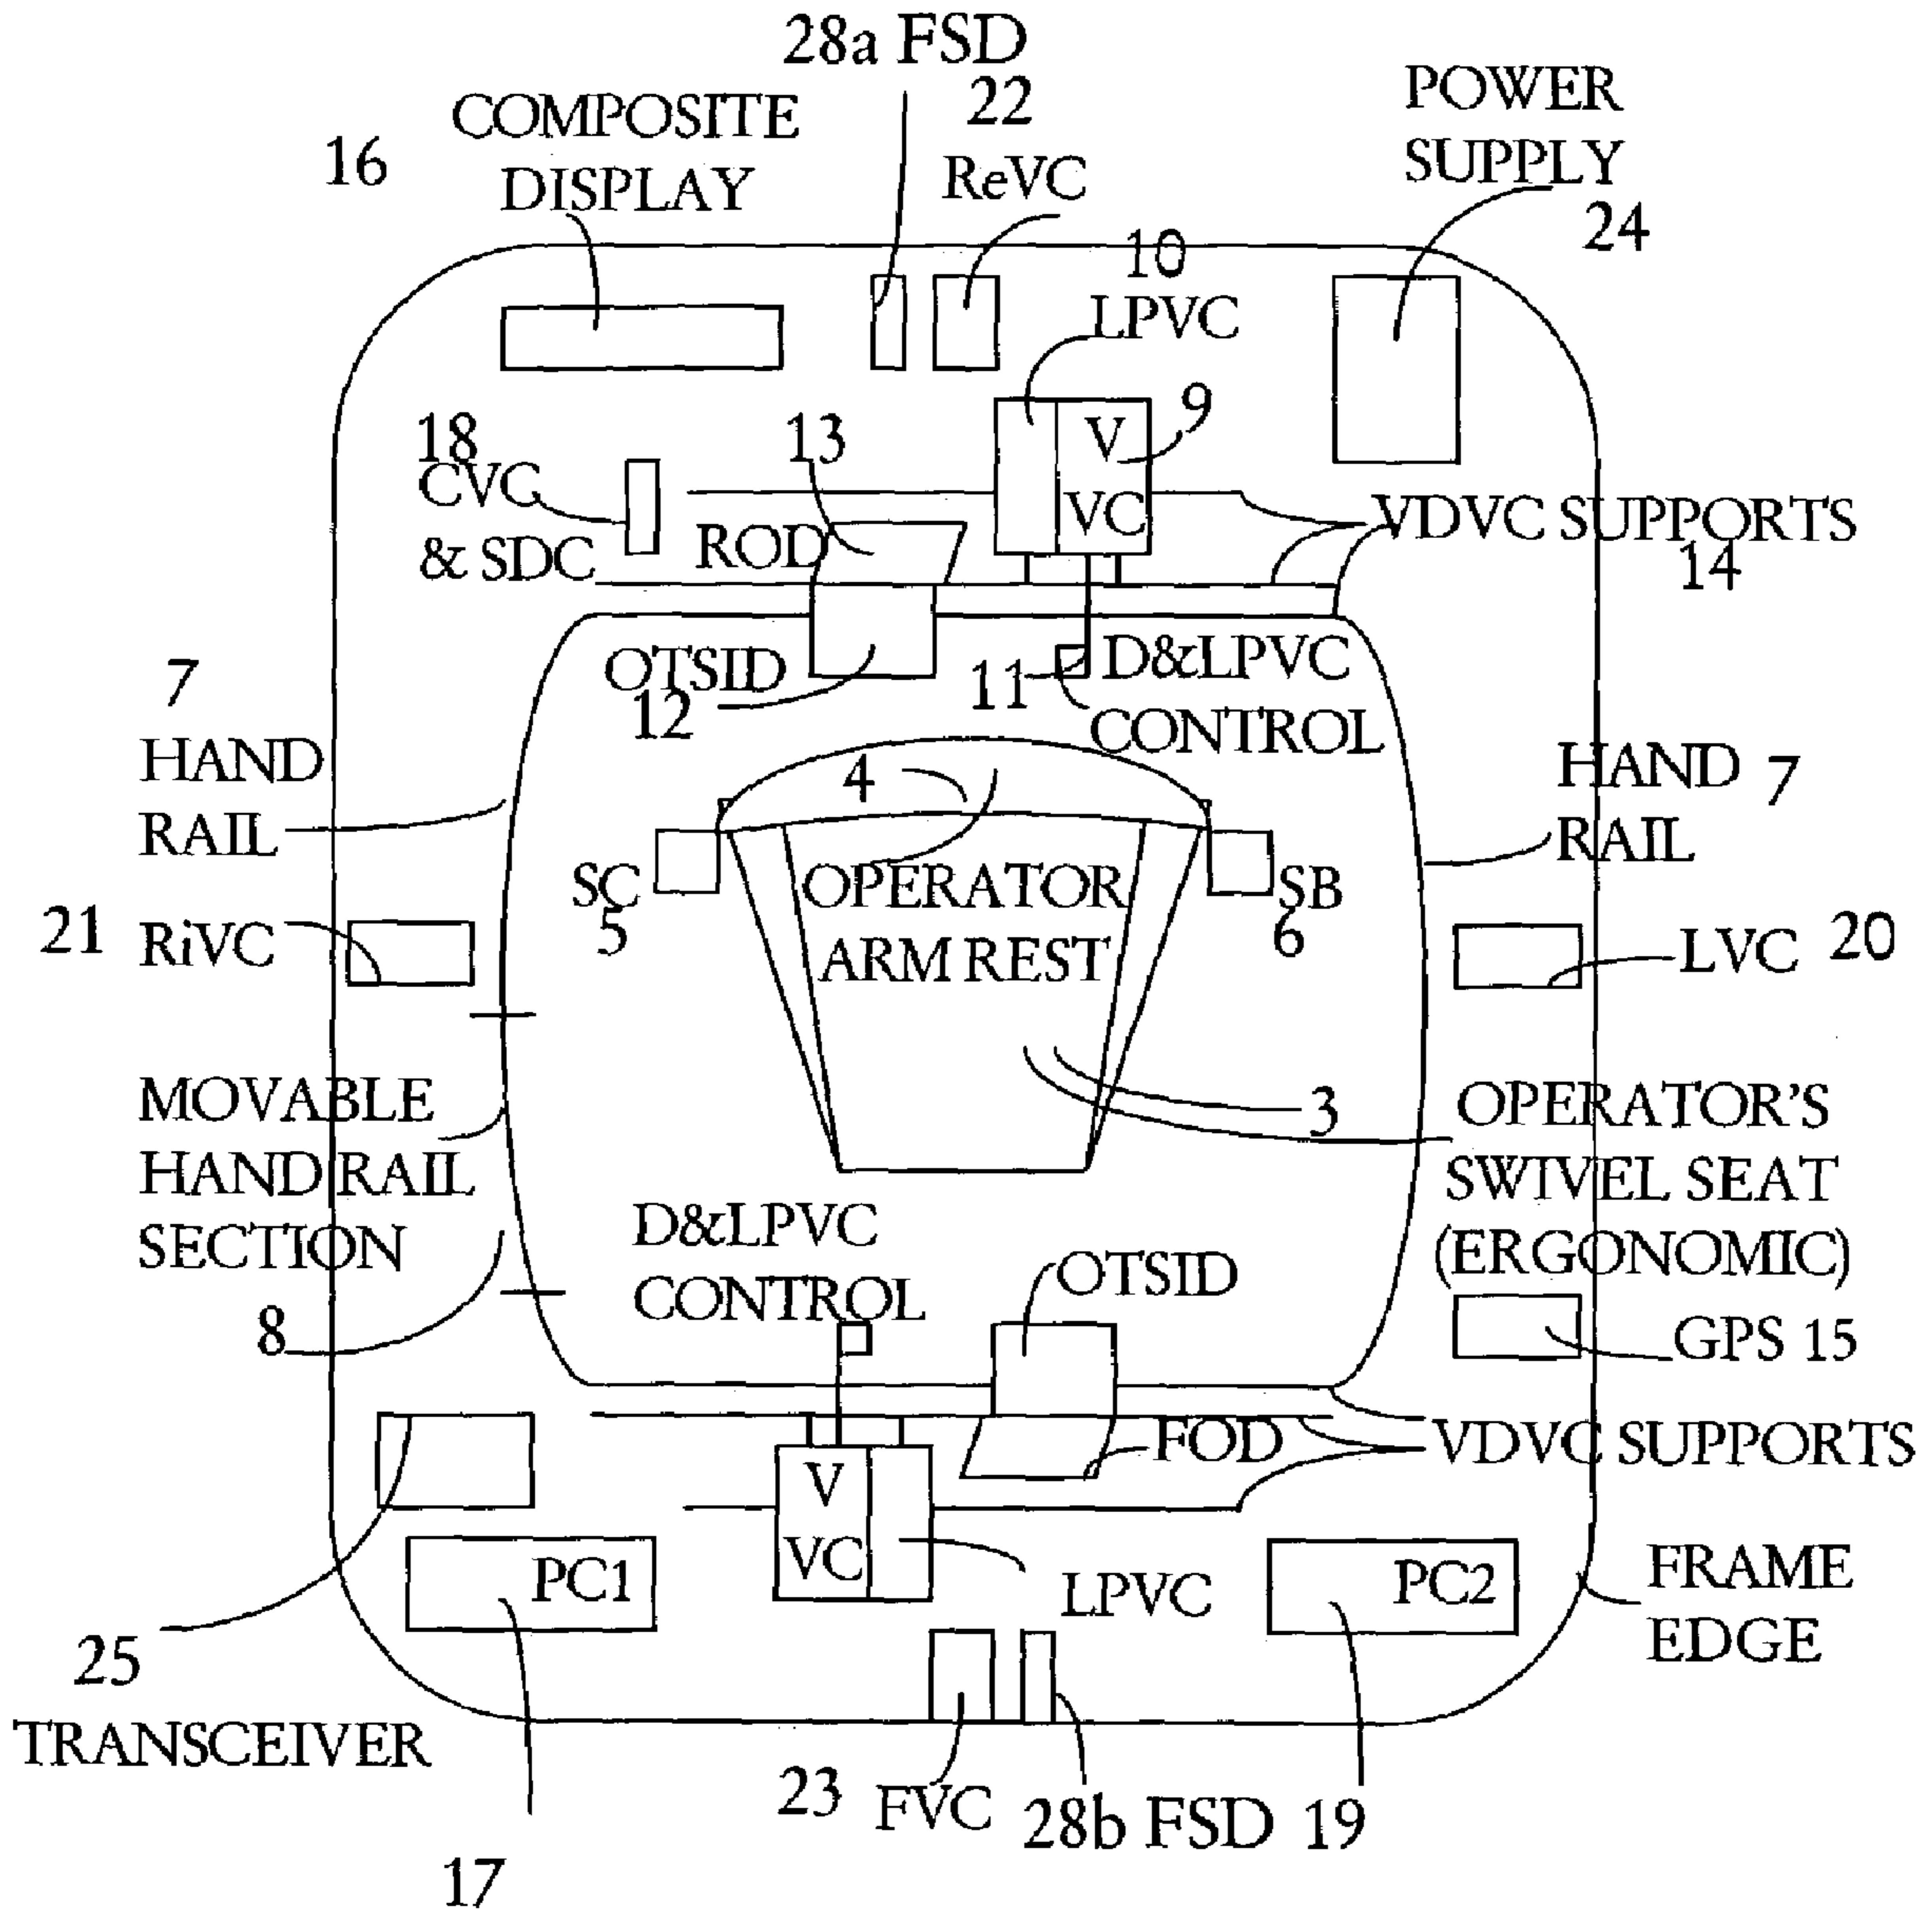 28a FSD
COMPOSITE
DISPLAY
16
22
ReVC
POWER
SUPPLY
24
10
LPVC
9
V
VC
18
CVC
& SDC
13
ROD
VDVC SUPPORTS
14
OTSID
12
11
D&LPVC
CONTROL
7
HAND
RAIL
4
HAND 7
RAIL
SC
5
OPERATOR
ARM REST
SB
6
21 RiVC
LVC 20
MOVABLE
HAND RAIL
SECTION
8
3
OPERATOR'S
SWIVEL SEAT
(ERGONOMIC)
D&LPVC
CONTROL
OTSID
GPS 15
FOD
VDVC SUPPORTS
V
VC
LPVC
PC1
PC2
FRAME
EDGE
25
TRANSCEIVER
23 FVC
28b FSD
19
17